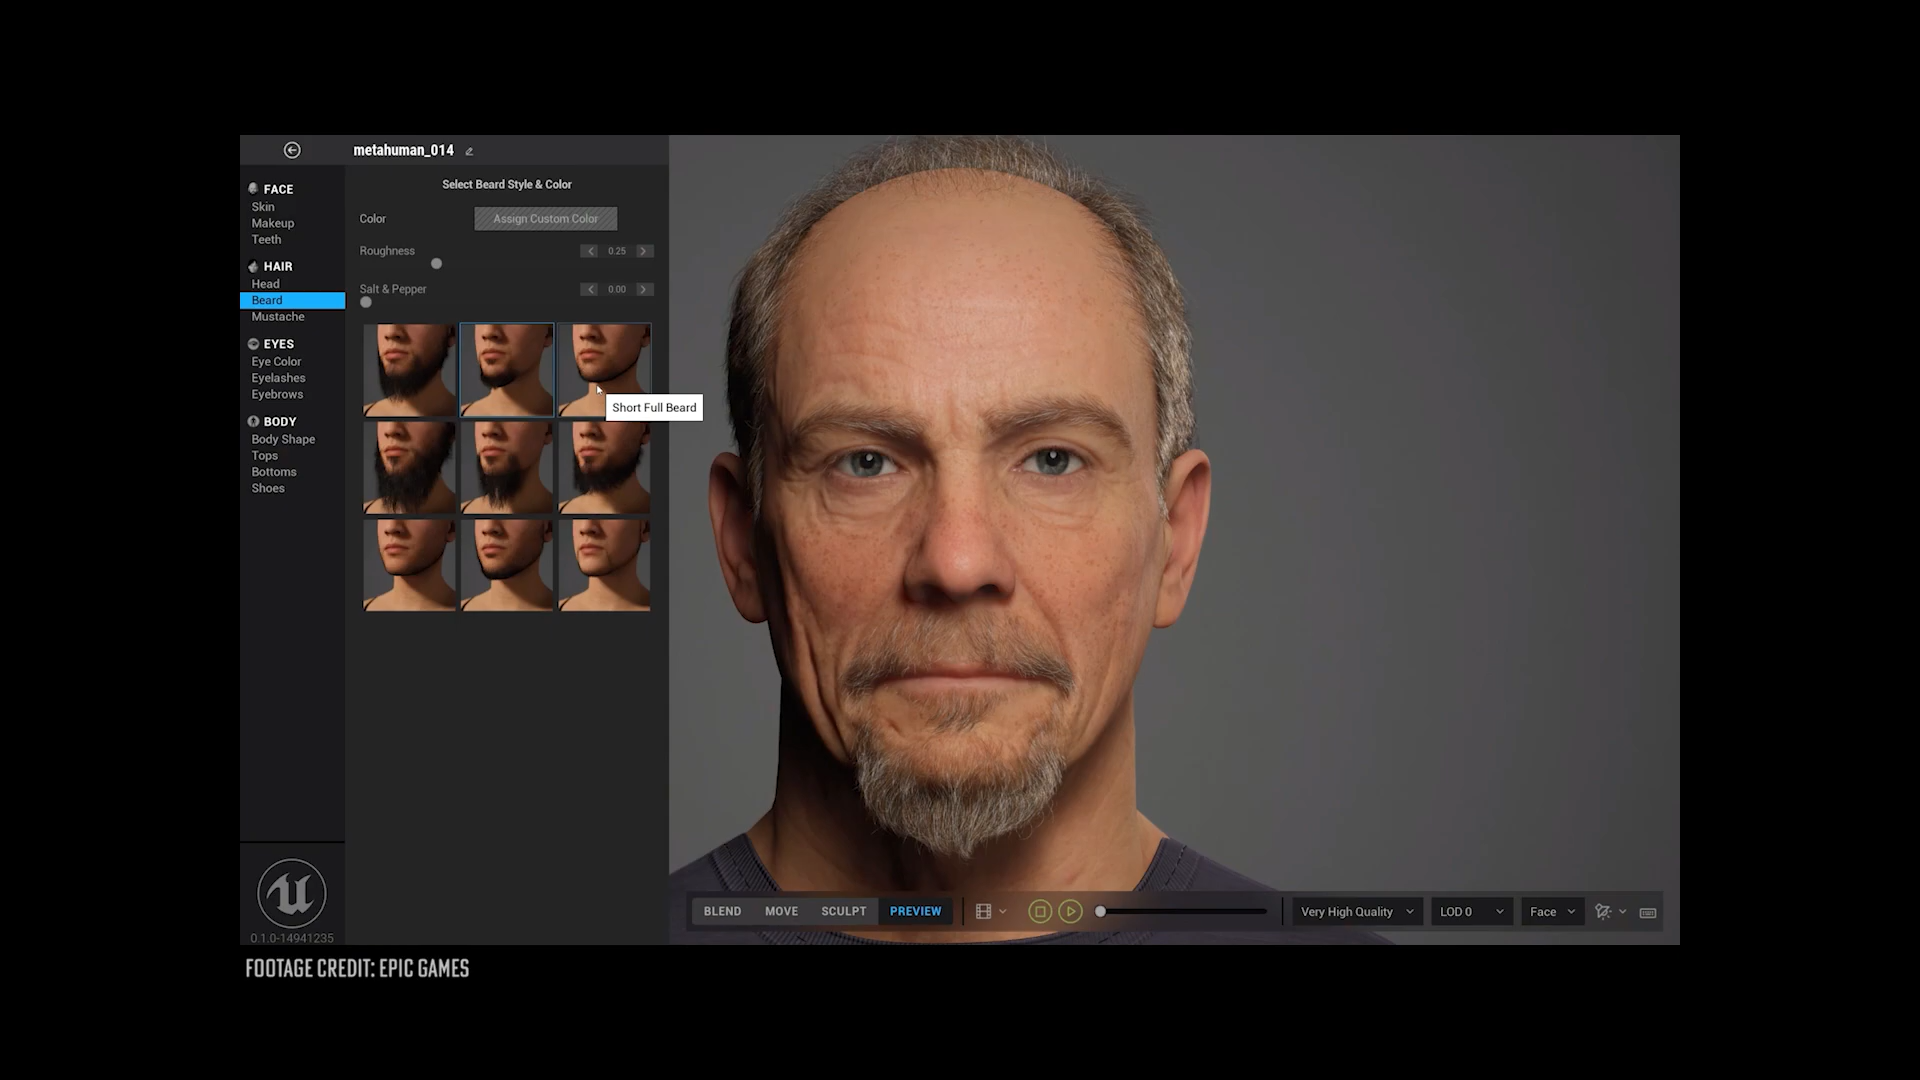 metahuman_014
FACE
Skin
Makeup
Teeth
HAIR
Head
Beard
Mustache
EYES
Eye Color
Eyelashes
Eyebrows
BODY
Body Shape
Tops
Bottoms
Shoes
0.1.0-14941235
Select Beard Style & Color
Color
Assign Custom Color
Roughness
0.25
Salt & Pepper
0.00
Short Full Beard
BLEND
MOVE
SCULPT
PREVIEW
Very High Quality
LOD 0
Face
FOOTAGE CREDIT: EPIC GAMES